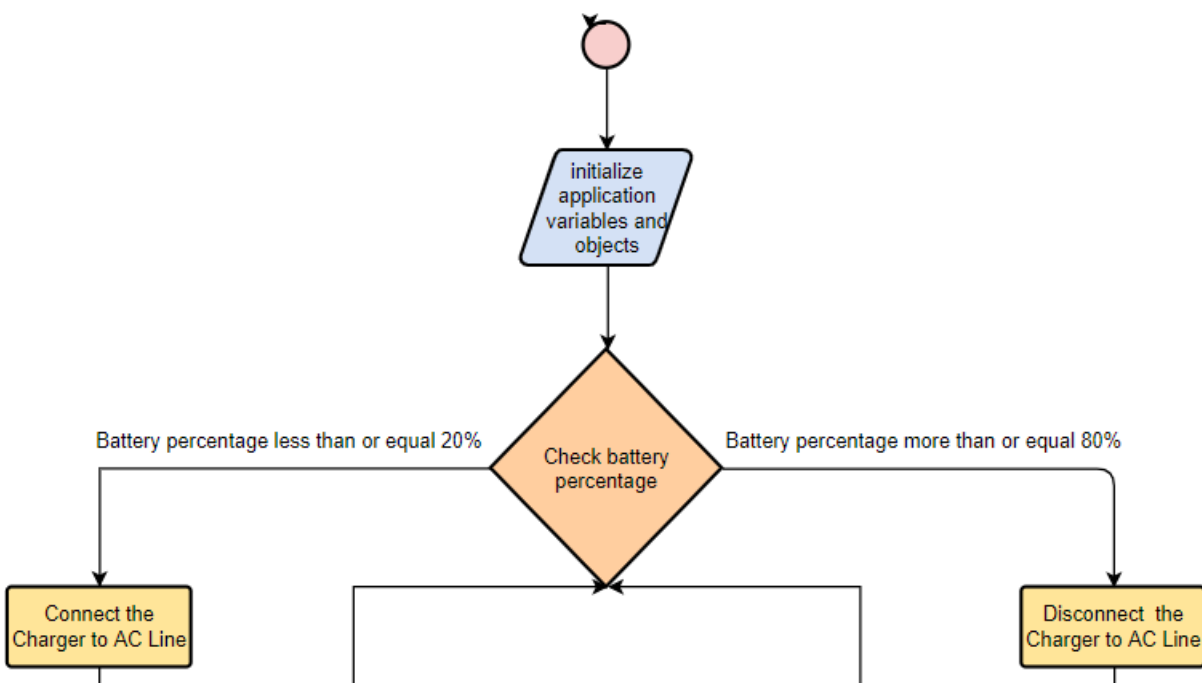 initialize
application
variables and
objects
Battery percentage less than or equal 20%
Battery percentage more than or equal 80%
Check battery
percentage
Connect the
Charger to AC Line
Disconnect the
Charger to AC Line